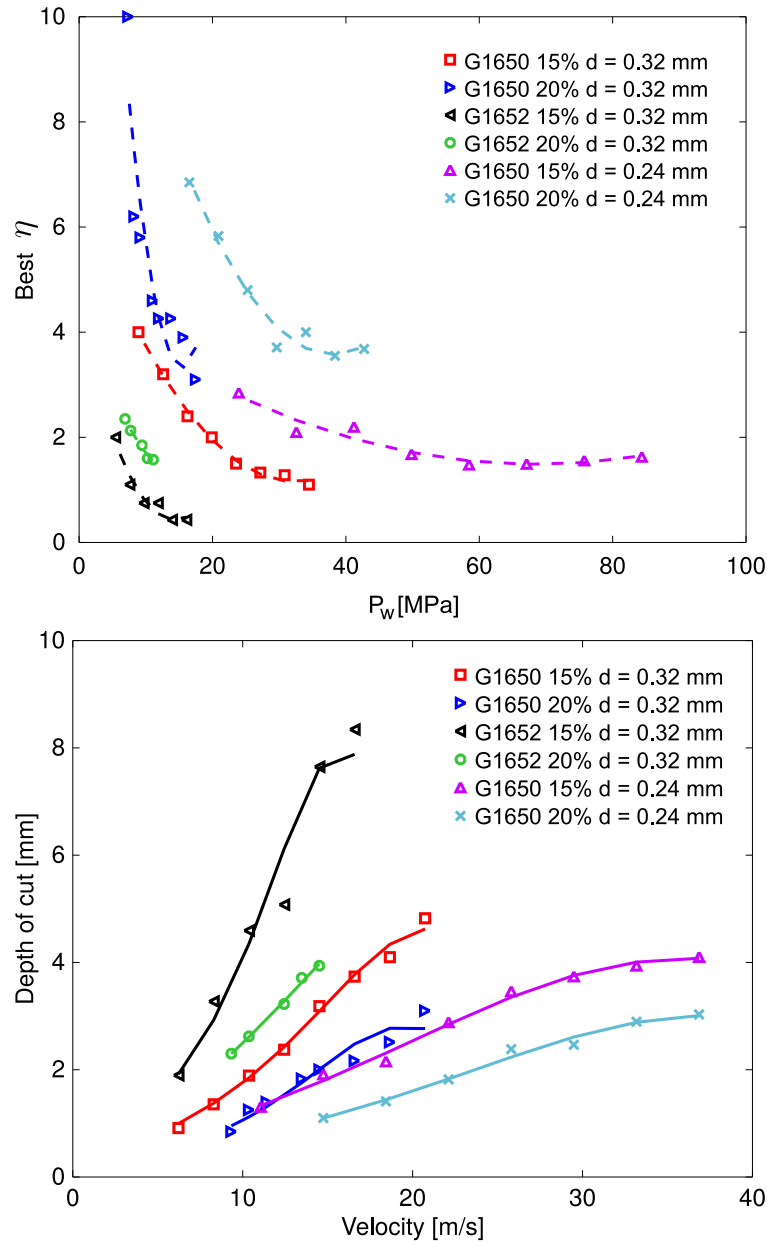 10
8
6
4
2
0
Best η
G1650 15% d = 0.32 mm
G1650 20% d = 0.32 mm
G1652 15% d = 0.32 mm
G1652 20% d = 0.32 mm
G1650 15% d = 0.24 mm
G1650 20% d = 0.24 mm
0 20 40 60 80 100
P_w [MPa]
10
8
6
4
2
0
Depth of cut [mm]
G1650 15% d = 0.32 mm
G1650 20% d = 0.32 mm
G1652 15% d = 0.32 mm
G1652 20% d = 0.32 mm
G1650 15% d = 0.24 mm
G1650 20% d = 0.24 mm
0 10 20 30 40
Velocity [m/s]